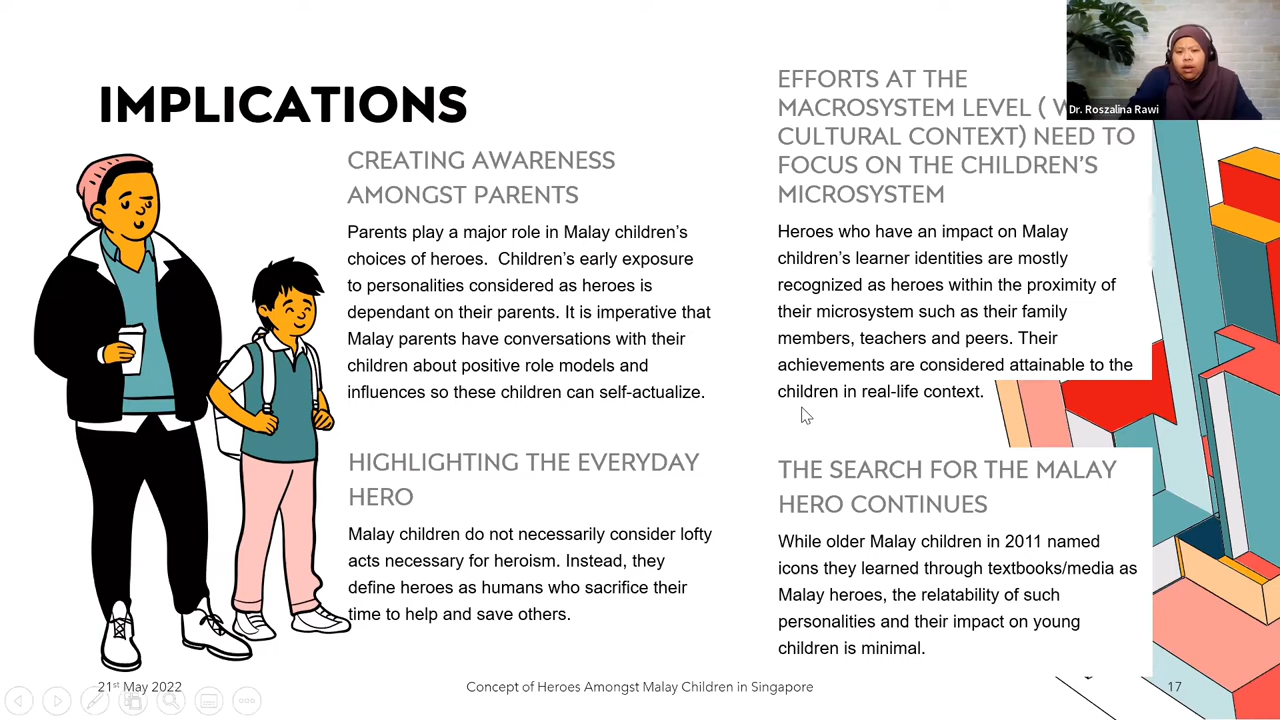 IMPLICATIONS
CREATING AWARENESS
AMONGST PARENTS
Parents play a major role in Malay children's
choices of heroes. Children's early exposure
to personalities considered as heroes is
dependant on their parents. It is imperative that
Malay parents have conversations with their
children about positive role models and
influences so these children can self-actualize.
HIGHLIGHTING THE EVERYDAY
HERO
Malay children do not necessarily consider lofty
acts necessary for heroism. Instead, they
define heroes as humans who sacrifice their
time to help and save others.
EFFORTS AT THE
MACROSYSTEM LEVEL (
CULTURAL CONTEXT) NEED TO
FOCUS ON THE CHILDREN'S
MICROSYSTEM
Heroes who have an impact on Malay
children's learner identities are mostly
recognized as heroes within the proximity of
their microsystem such as their family
members, teachers and peers. Their
achievements are considered attainable to the
children in real-life context.
THE SEARCH FOR THE MALAY
HERO CONTINUES
While older Malay children in 2011 named
icons they learned through textbooks/media as
Malay heroes, the relatability of such
personalities and their impact on young
children is minimal.
Dr. Roszalina Rawi
21st May 2022
Concept of Heroes Amongst Malay Children in Singapore
17